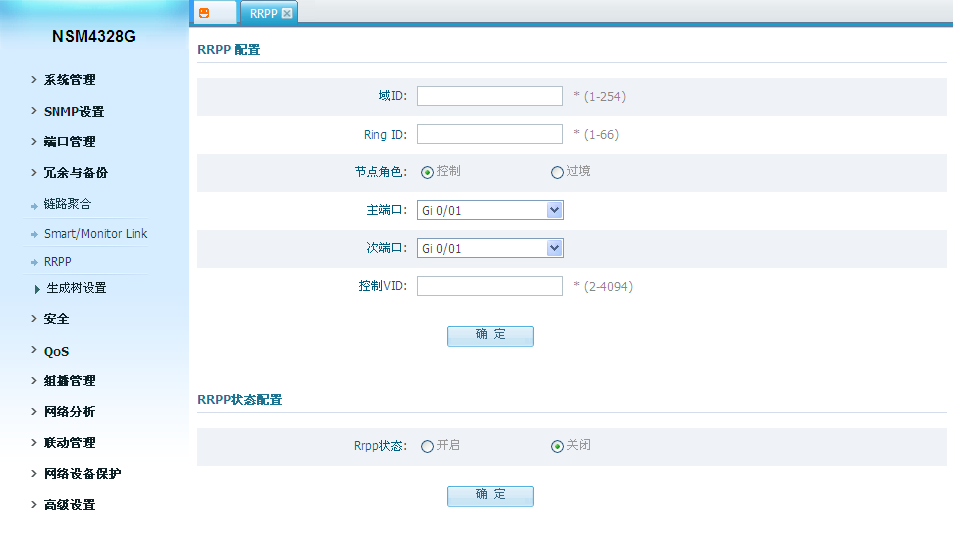 NSM4328G
系统管理
SNMP设置
端口管理
冗余与备份
链路聚合
Smart/Monitor Link
RRPP
生成树设置
安全
QoS
组播管理
网络分析
联动管理
网络设备保护
高级设置
RRPP
RRPP 配置
域ID: * (1-254)
Ring ID: * (1-66)
节点角色: 控制 过境
主端口: Gi 0/01
次端口: Gi 0/01
控制VID: * (2-4094)
确 定
RRPP状态配置
Rrpp状态: 开启 关闭
确 定